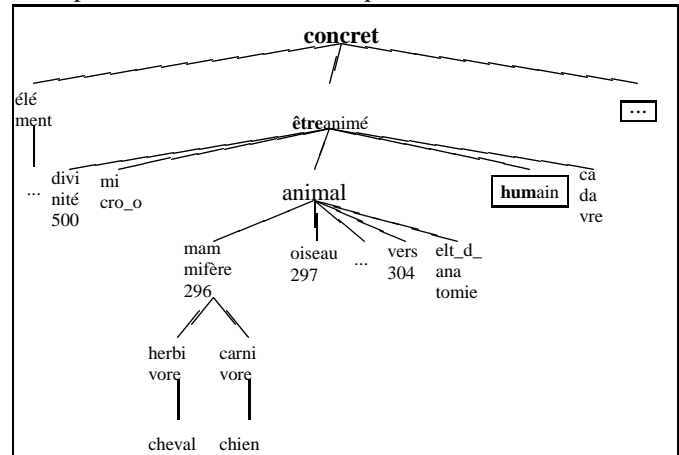 concret
élé
ment
...
êtreanimé
...
divi
nité
500
mi
cro_o
animal
humain
ca
da
vre
mam
mifère
296
oiseau
297
...
vers
304
elt_d_
ana
tomie
herbi
vore
carni
vore
cheval
chien